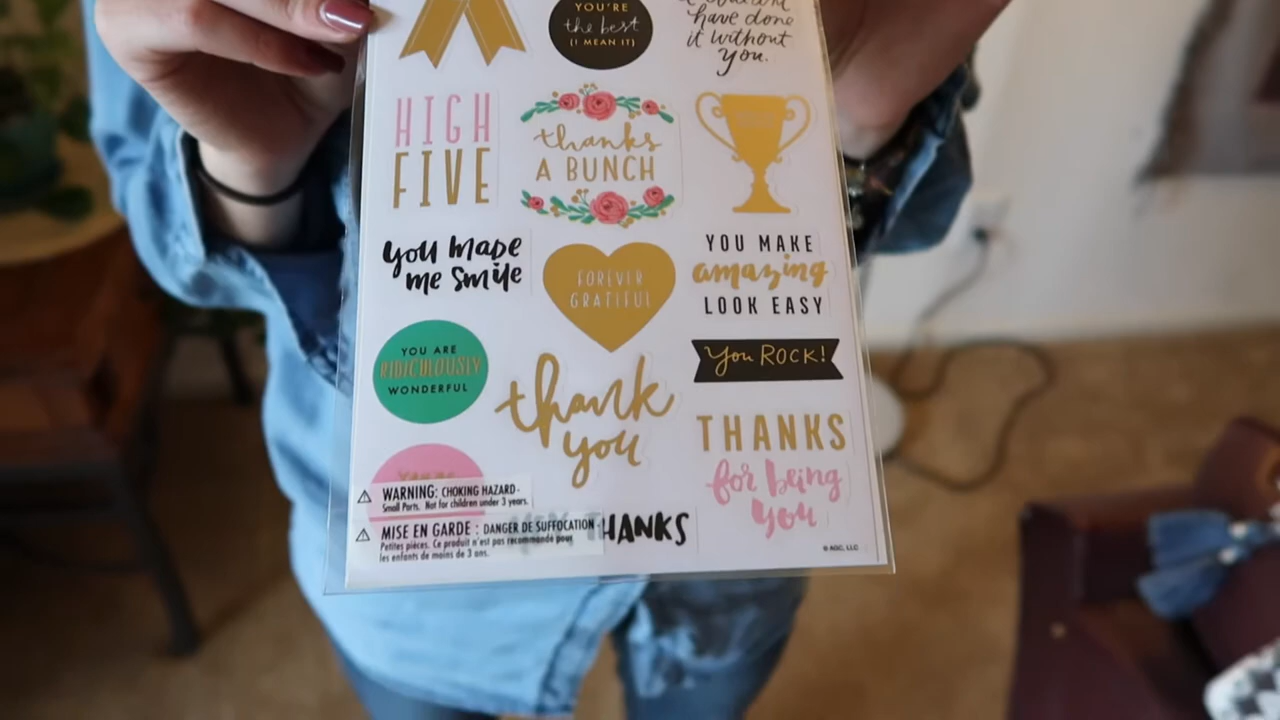 YOU'RE
the best
(I MEAN IT)
have done
it without
you.
HIGH
FIVE
thanks
A BUNCH
you made
me smile
FOREVER
GRATEFUL
YOU MAKE
amazing
LOOK EASY
YOU ARE
RIDICULOUSLY
WONDERFUL
thank
you
You ROCK!
THANKS
for being
you
WARNING: CHOKING HAZARD-
Small Parts. Not for children under 3 years.
MISE EN GARDE : DANGER DE SUFFOCATION-
Petites pièces. Ce produit n'est pas recommandé pour
les enfants de moins de 3 ans.
THANKS
© AGC, LLC